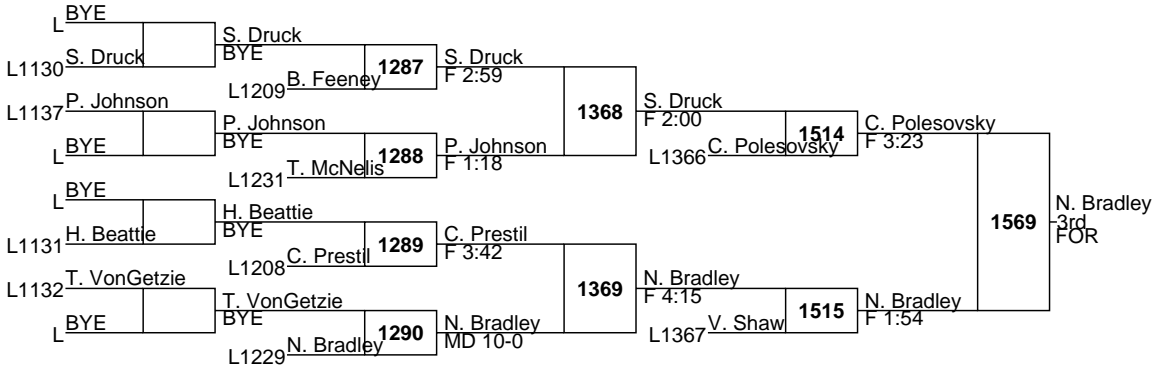 L BYE
L1130 S. Druck
S. Druck
BYE
L1209 B. Feeney
1287
S. Druck
F 2:59
L1137 P. Johnson
L BYE
P. Johnson
BYE
L1231 T. McNelis
1288
P. Johnson
F 1:18
1368
S. Druck
F 2:00
L1366 C. Polesovsky
1514
C. Polesovsky
F 3:23
L BYE
L1131 H. Beattie
H. Beattie
BYE
L1208 C. Prestil
1289
C. Prestil
F 3:42
L1132 T. VonGetzie
L BYE
T. VonGetzie
BYE
L1229 N. Bradley
1290
N. Bradley
MD 10-0
1369
N. Bradley
F 4:15
L1367 V. Shaw
1515
N. Bradley
F 1:54
1569
N. Bradley
3rd
FOR